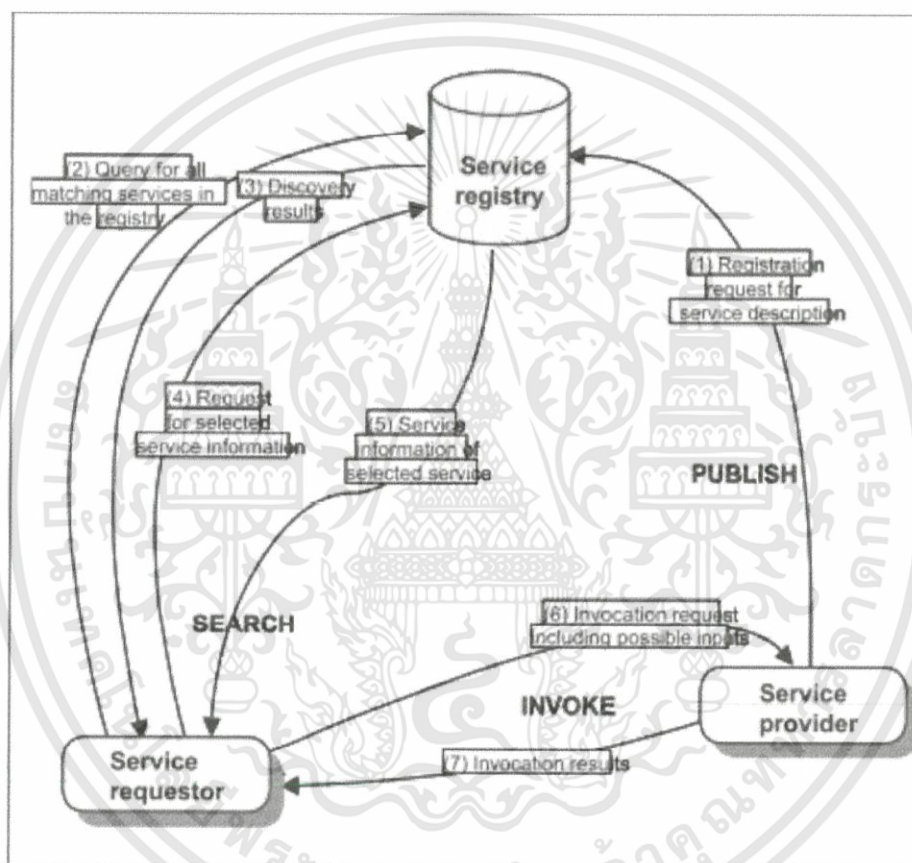 Service
registry
(2) Query for all
matching services in
the registry
(3) Discovery
results
(1) Registration
request for
service description
(4) Request
for selected
service information
(5) Service
information of
selected service
PUBLISH
SEARCH
(6) Invocation request
including possible inputs
INVOKE
Service
provider
(7) Invocation results
Service
requestor